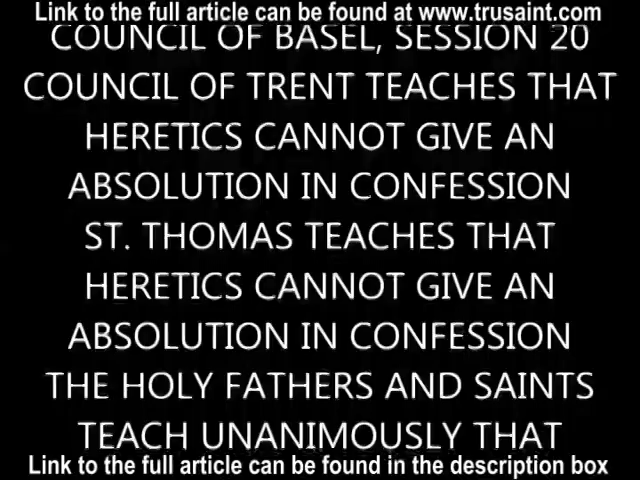 Link to the full article can be found at www.trusaint.com
COUNCIL OF BASEL, SESSION 20
COUNCIL OF TRENT TEACHES THAT
HERETICS CANNOT GIVE AN
ABSOLUTION IN CONFESSION
ST. THOMAS TEACHES THAT
HERETICS CANNOT GIVE AN
ABSOLUTION IN CONFESSION
THE HOLY FATHERS AND SAINTS
TEACH UNANIMOUSLY THAT
Link to the full article can be found in the description box